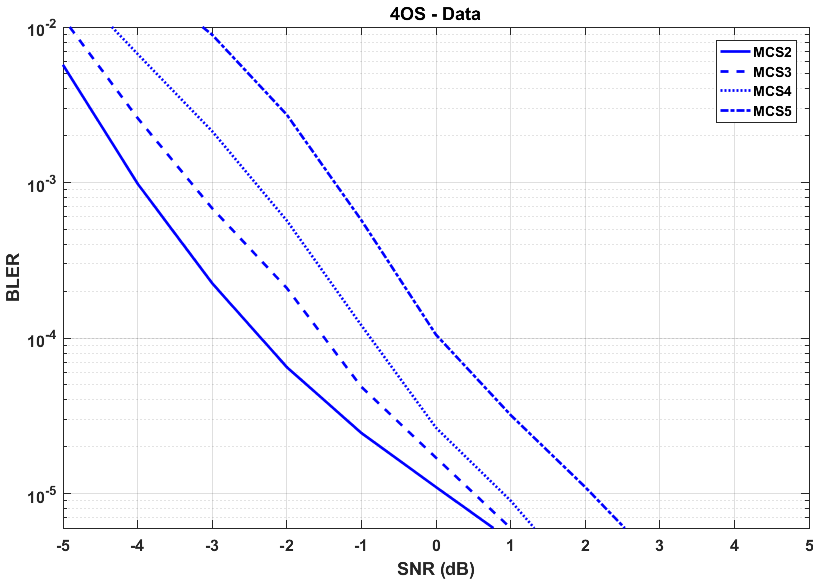 4OS - Data
MCS2
MCS3
MCS4
MCS5
BLER
10^-2
10^-3
10^-4
10^-5
-5 -4 -3 -2 -1 0 1 2 3 4 5
SNR (dB)